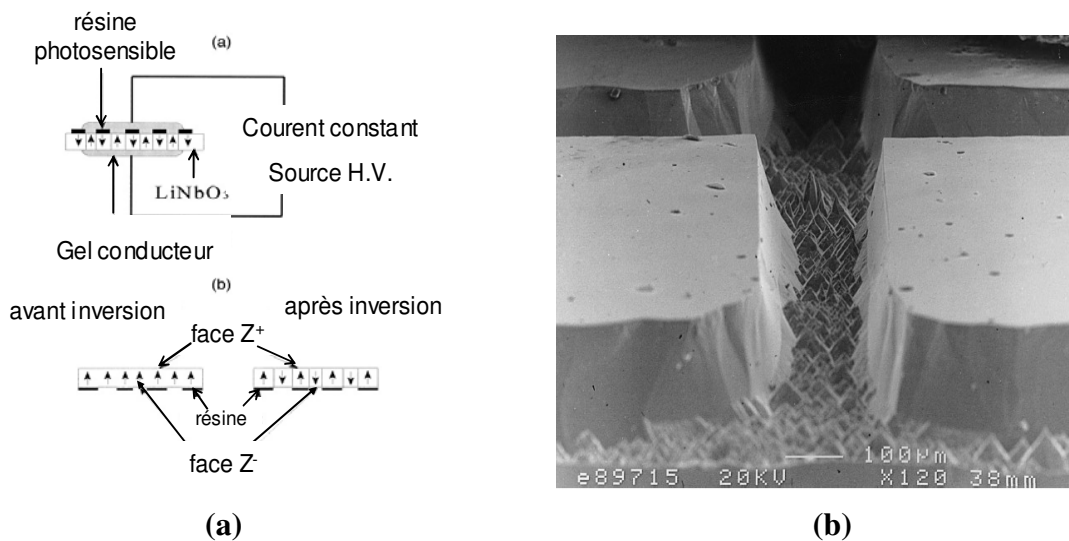 résine
photosensible
(a)
Courent constant
Source H.V.
LiNbO₃
Gel conducteur
(b)
avant inversion
après inversion
face Z⁺
résine
face Z⁻
100µm
e89715 20KV X120 38mm
(a)
(b)